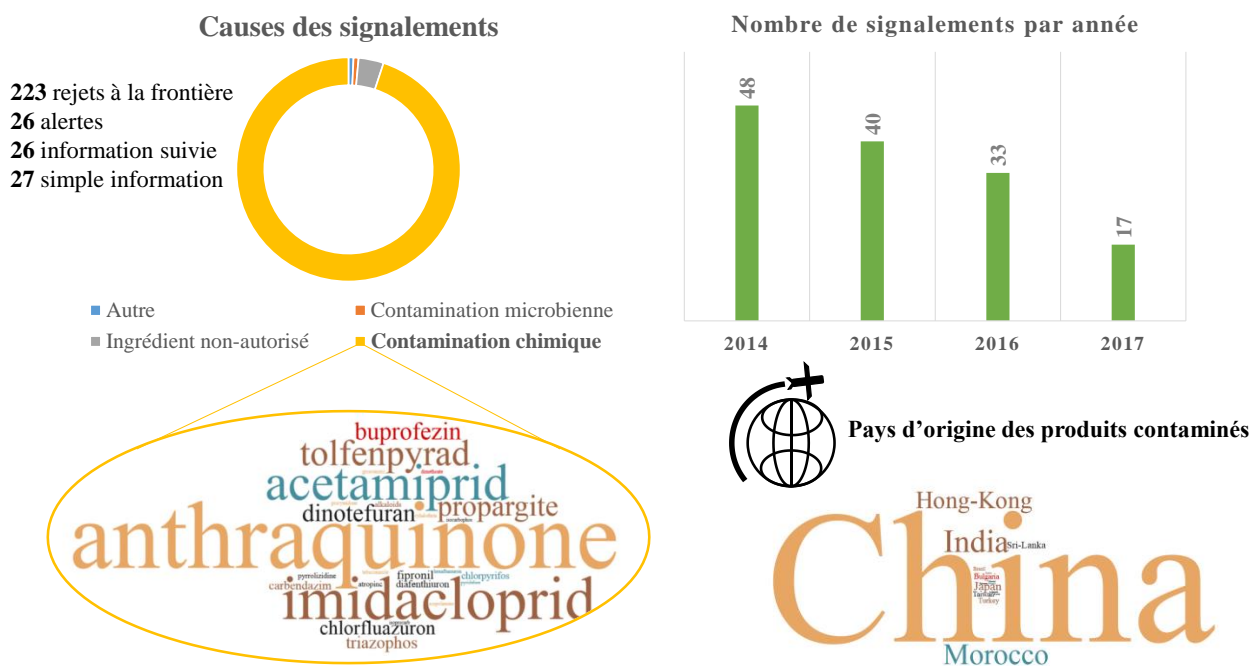 Causes des signalements
223 rejets à la frontière
26 alertes
26 information suivie
27 simple information
Autre
Contamination microbienne
Ingrédient non-autorisé
Contamination chimique
buprofezin
tolfenpyrad
acetamiprid
alkaloids
dinotefuran
propargite
anthraquinone
pyrrolizidine
fipronil
chlorpyrifos
carbendazim
atropine
diafenthiuron
imidacloprid
chlorfluazuron
triazophos
Nombre de signalements par année
48
40
33
17
2014
2015
2016
2017
Pays d'origine des produits contaminés
Hong-Kong
India
Sri-Lanka
China
Brazil
Bulgaria
Japan
Turkey
Morocco